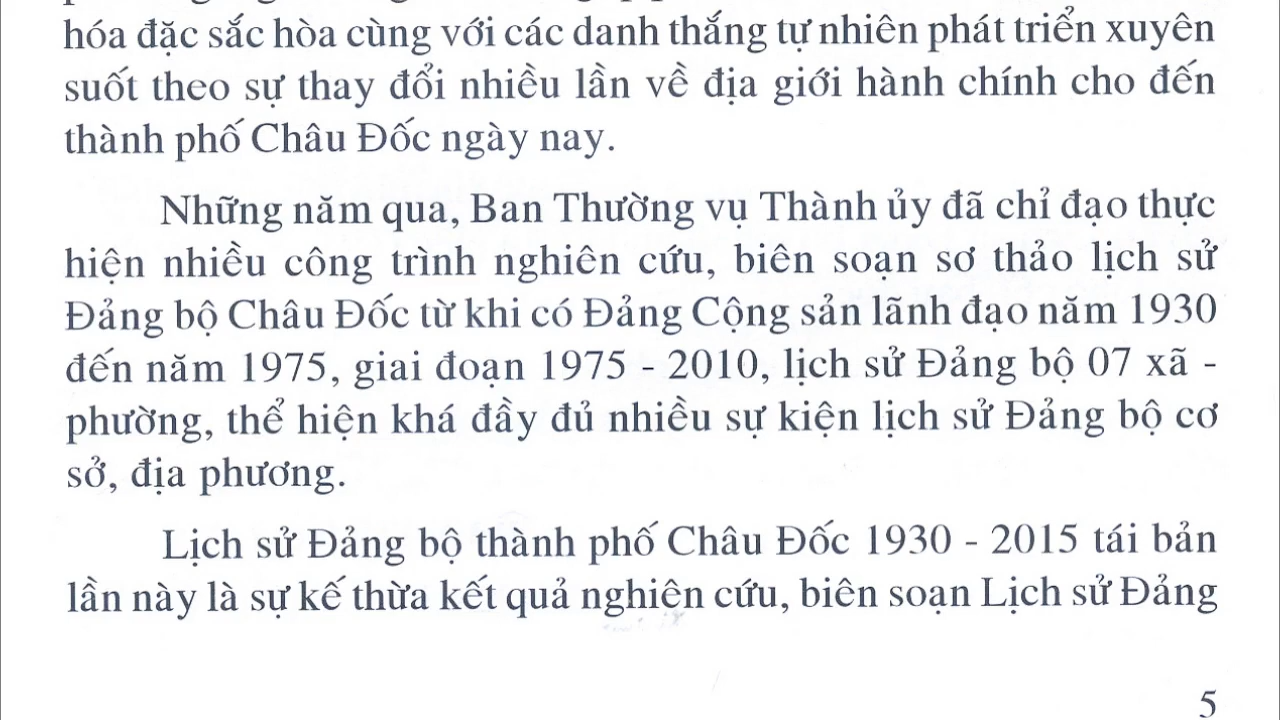 hóa đặc sắc hòa cùng với các danh thắng tự nhiên phát triển xuyên
suốt theo sự thay đổi nhiều lần về địa giới hành chính cho đến
thành phố Châu Đốc ngày nay.
Những năm qua, Ban Thường vụ Thành ủy đã chỉ đạo thực
hiện nhiều công trình nghiên cứu, biên soạn sơ thảo lịch sử
Đảng bộ Châu Đốc từ khi có Đảng Cộng sản lãnh đạo năm 1930
đến năm 1975, giai đoạn 1975 - 2010, lịch sử Đảng bộ 07 xã -
phường, thể hiện khá đầy đủ nhiều sự kiện lịch sử Đảng bộ cơ
sở, địa phương.
Lịch sử Đảng bộ thành phố Châu Đốc 1930 - 2015 tái bản
lần này là sự kế thừa kết quả nghiên cứu, biên soạn Lịch sử Đảng
5